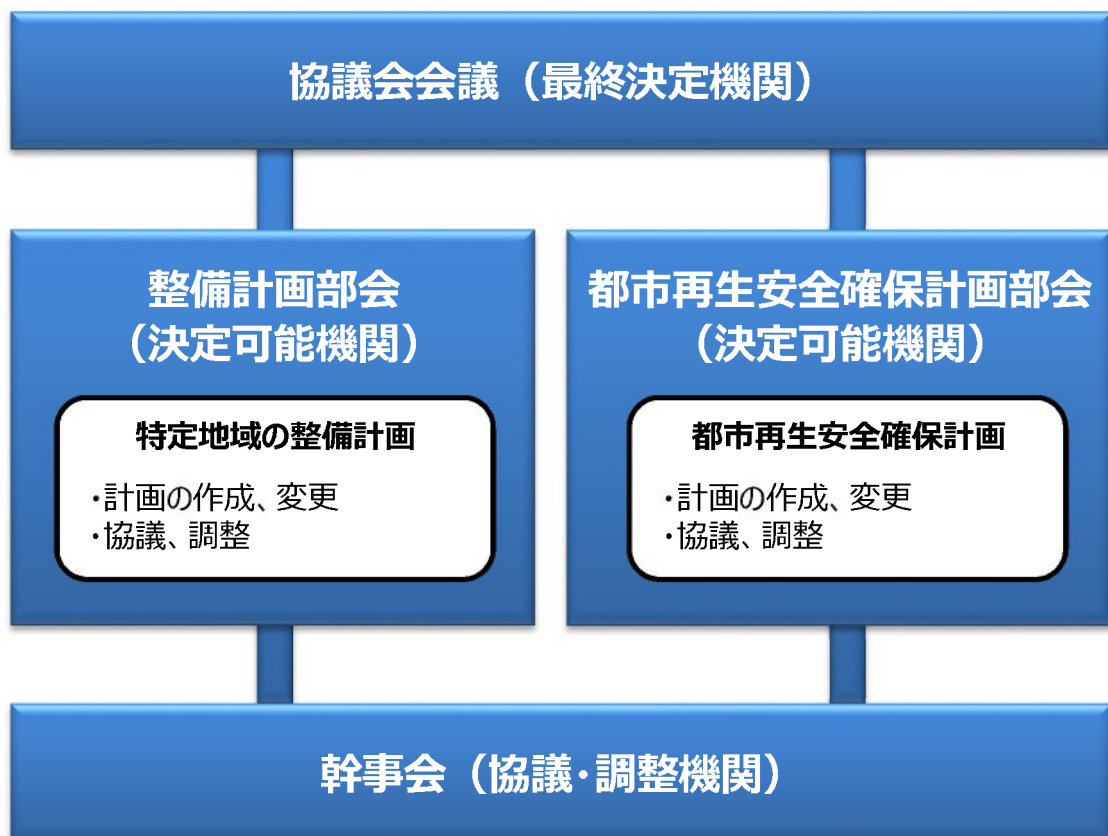 協議会会議（最終決定機関）
整備計画部会
（決定可能機関）
特定地域の整備計画
・計画の作成、変更
・協議、調整
都市再生安全確保計画部会
（決定可能機関）
都市再生安全確保計画
・計画の作成、変更
・協議、調整
幹事会（協議・調整機関）